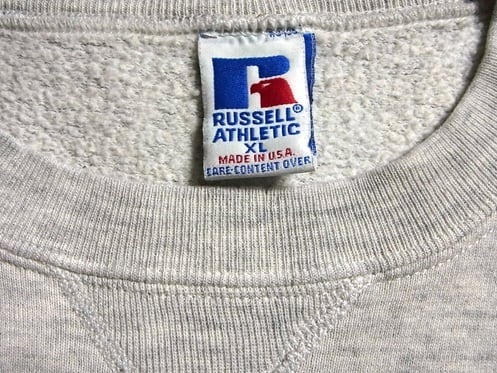 RUSSELL®
ATHLETIC
XL
MADE IN U.S.A.
CARE-CONTENT OVER